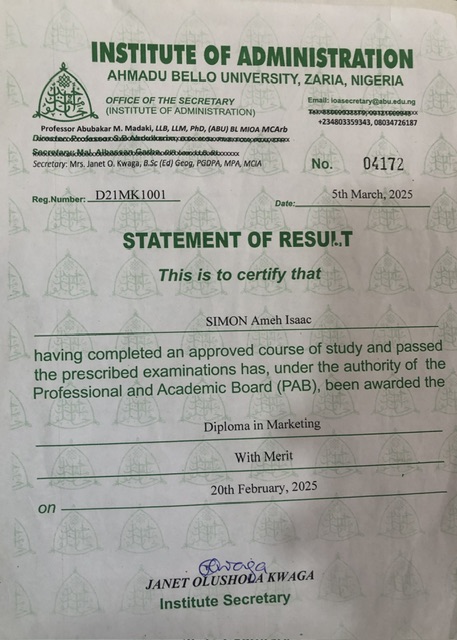 INSTITUTE OF ADMINISTRATION
AHMADU BELLO UNIVERSITY, ZARIA, NIGERIA
OFFICE OF THE SECRETARY
(INSTITUTE OF ADMINISTRATION)
Email: ioasecretary@abu.edu.ng
+234803359343, 08034726187
Professor Abubakar M. Madaki, LLB, LLM, PhD, (ABU) BL MIOA MCArb
Secretary: Mrs. Janet O. Kwaga, B.Sc (Ed) Geog, PGDPA, MPA, MCIA
No. 04172
Reg.Number: D21MK1001
Date: 5th March, 2025
STATEMENT OF RESULT
This is to certify that
SIMON Ameh Isaac
having completed an approved course of study and passed
the prescribed examinations has, under the authority of the
Professional and Academic Board (PAB), been awarded the
Diploma in Marketing
With Merit
20th February, 2025
on
JANET OLUSHOLA KWAGA
Institute Secretary